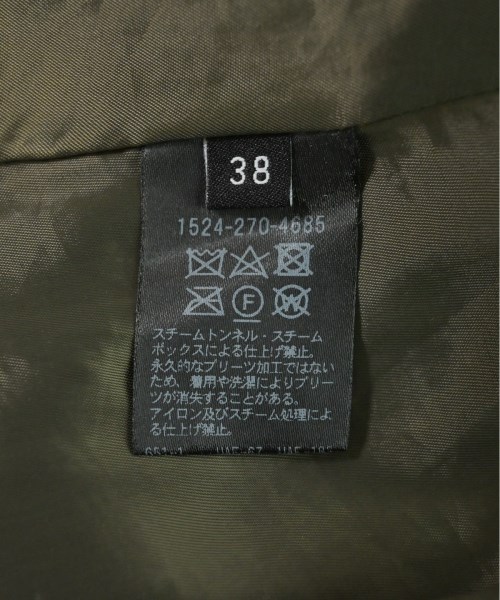 38
1524-270-4685
F
W
スチームトンネル・スチーム
ボックスによる仕上げ禁止。
永久的なプリーツ加工ではない
ため、着用や洗濯によりプリー
ツが消失することがある。
アイロン及びスチーム処理によ
る仕上げ禁止。